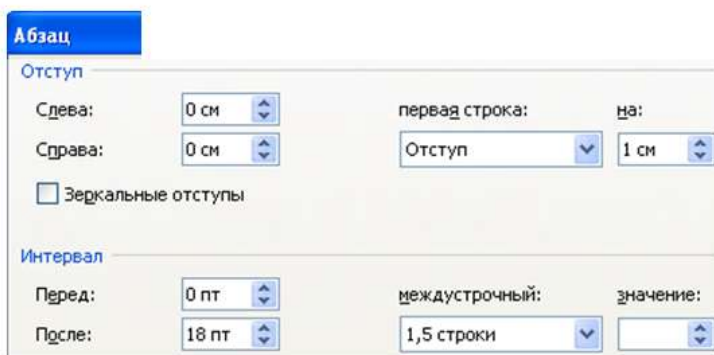 Абзац
Отступ
Слева: 0 см первая строка: на:
Справа: 0 см Отступ 1 см
Зеркальные отступы
Интервал
Перед: 0 пт междустрочный: значение:
После: 18 пт 1,5 строки